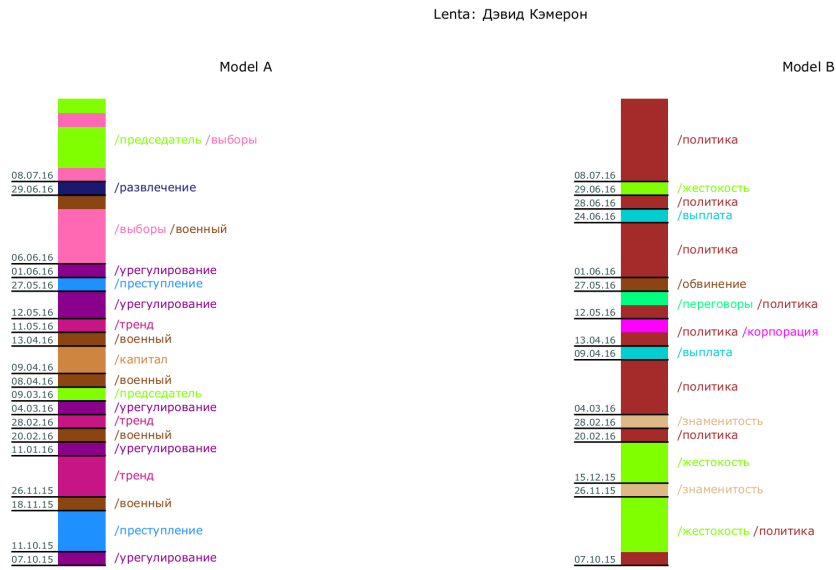 Lenta: Дэвид Кэмерон
Model A
/председатель /выборы
08.07.16
/развлечение
29.06.16
/выборы /военный
06.06.16
/урегулирование
01.06.16
/преступление
27.05.16
/урегулирование
12.05.16
/тренд
11.05.16
/военный
13.04.16
/капитал
09.04.16
/военный
08.04.16
/председатель
09.03.16
/урегулирование
04.03.16
/тренд
28.02.16
/военный
20.02.16
/урегулирование
11.01.16
/тренд
26.11.15
/военный
18.11.15
/преступление
11.10.15
/урегулирование
07.10.15
Model B
/политика
08.07.16
/жестокость
29.06.16
/политика
28.06.16
/выплата
24.06.16
/политика
01.06.16
/обвинение
27.05.16
/переговоры /политика
12.05.16
/политика /корпорация
13.04.16
/выплата
09.04.16
/политика
04.03.16
/знаменитость
28.02.16
/политика
20.02.16
/жестокость
15.12.15
/знаменитость
26.11.15
/жестокость /политика
07.10.15